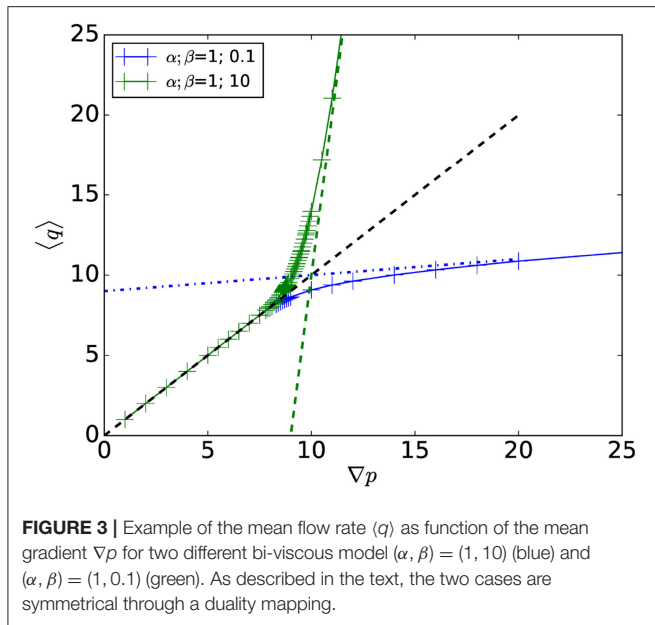 25
20
15
10
5
0
⟨q⟩
α; β=1; 0.1
α; β=1; 10
0 5 10 15 20 25
∇p
FIGURE 3 | Example of the mean flow rate ⟨q⟩ as function of the mean
gradient ∇p for two different bi-viscous model (α, β) = (1, 10) (blue) and
(α, β) = (1, 0.1) (green). As described in the text, the two cases are
symmetrical through a duality mapping.